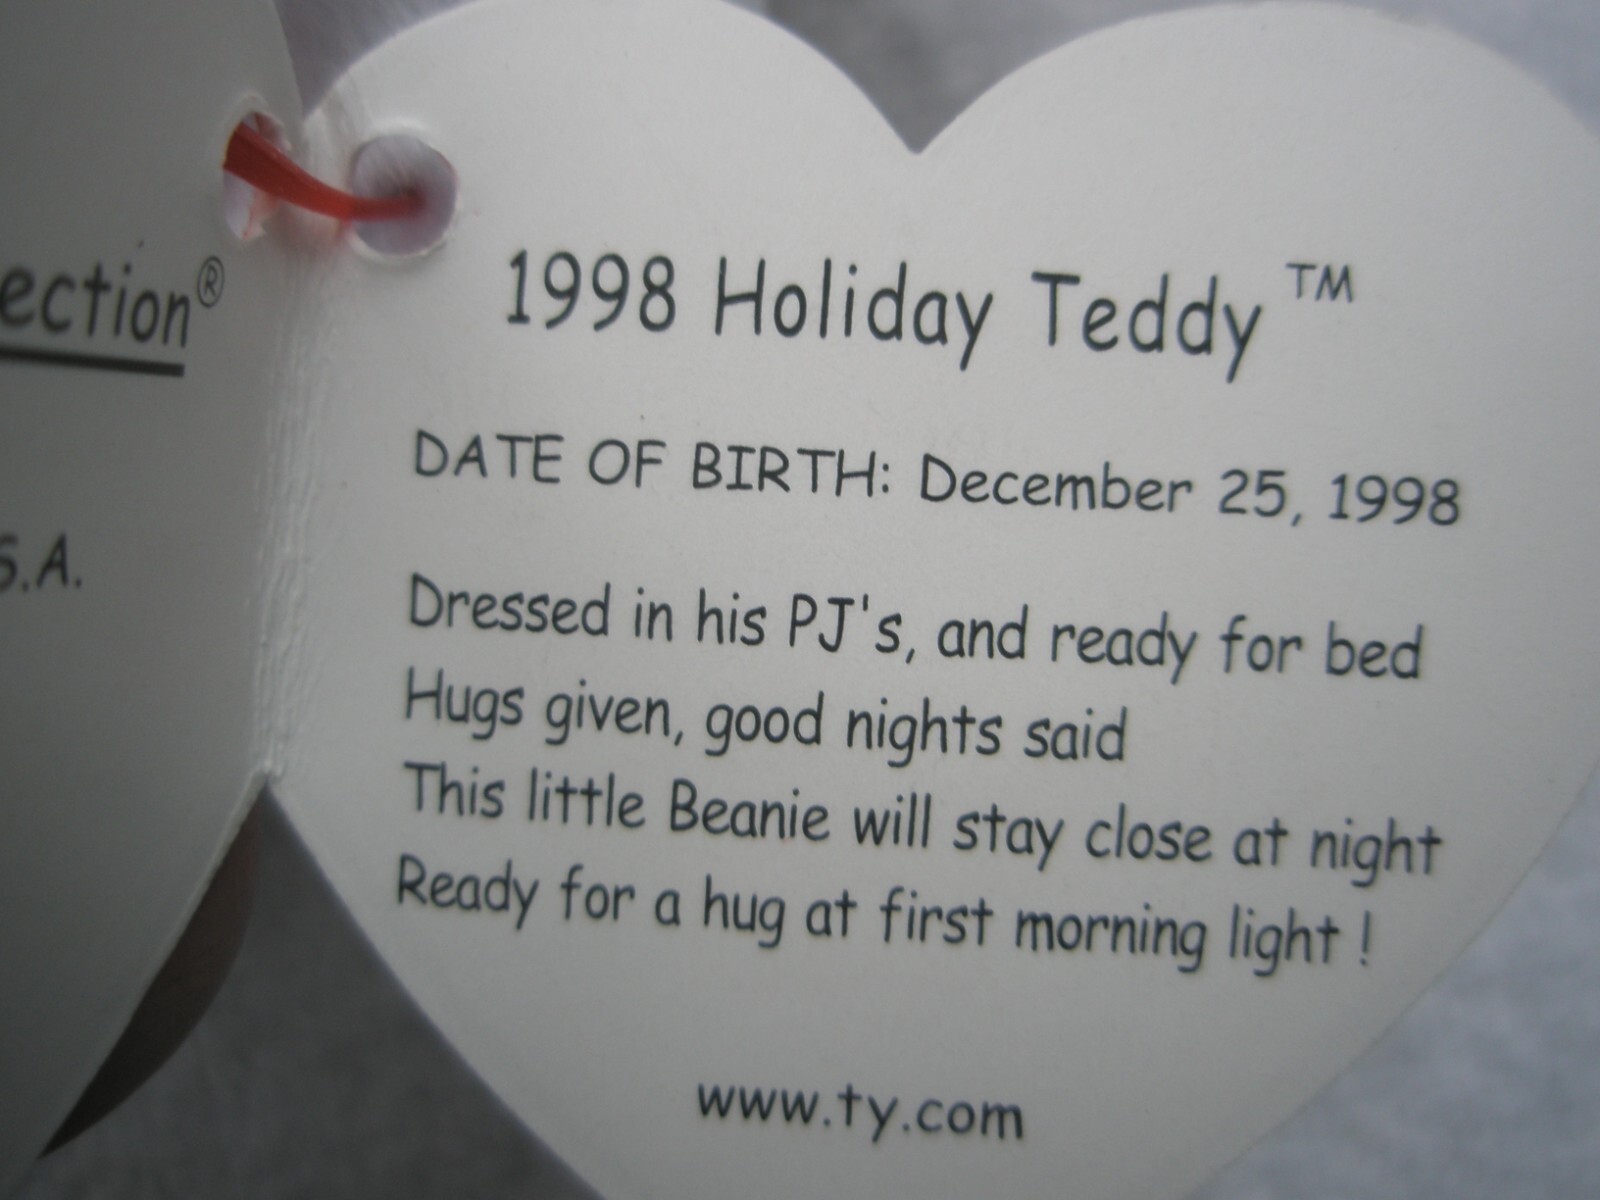 ection®
S.A.
1998 Holiday Teddy ™
DATE OF BIRTH: December 25, 1998
Dressed in his PJ's, and ready for bed
Hugs given, good nights said
This little Beanie will stay close at night
Ready for a hug at first morning light !
www.ty.com